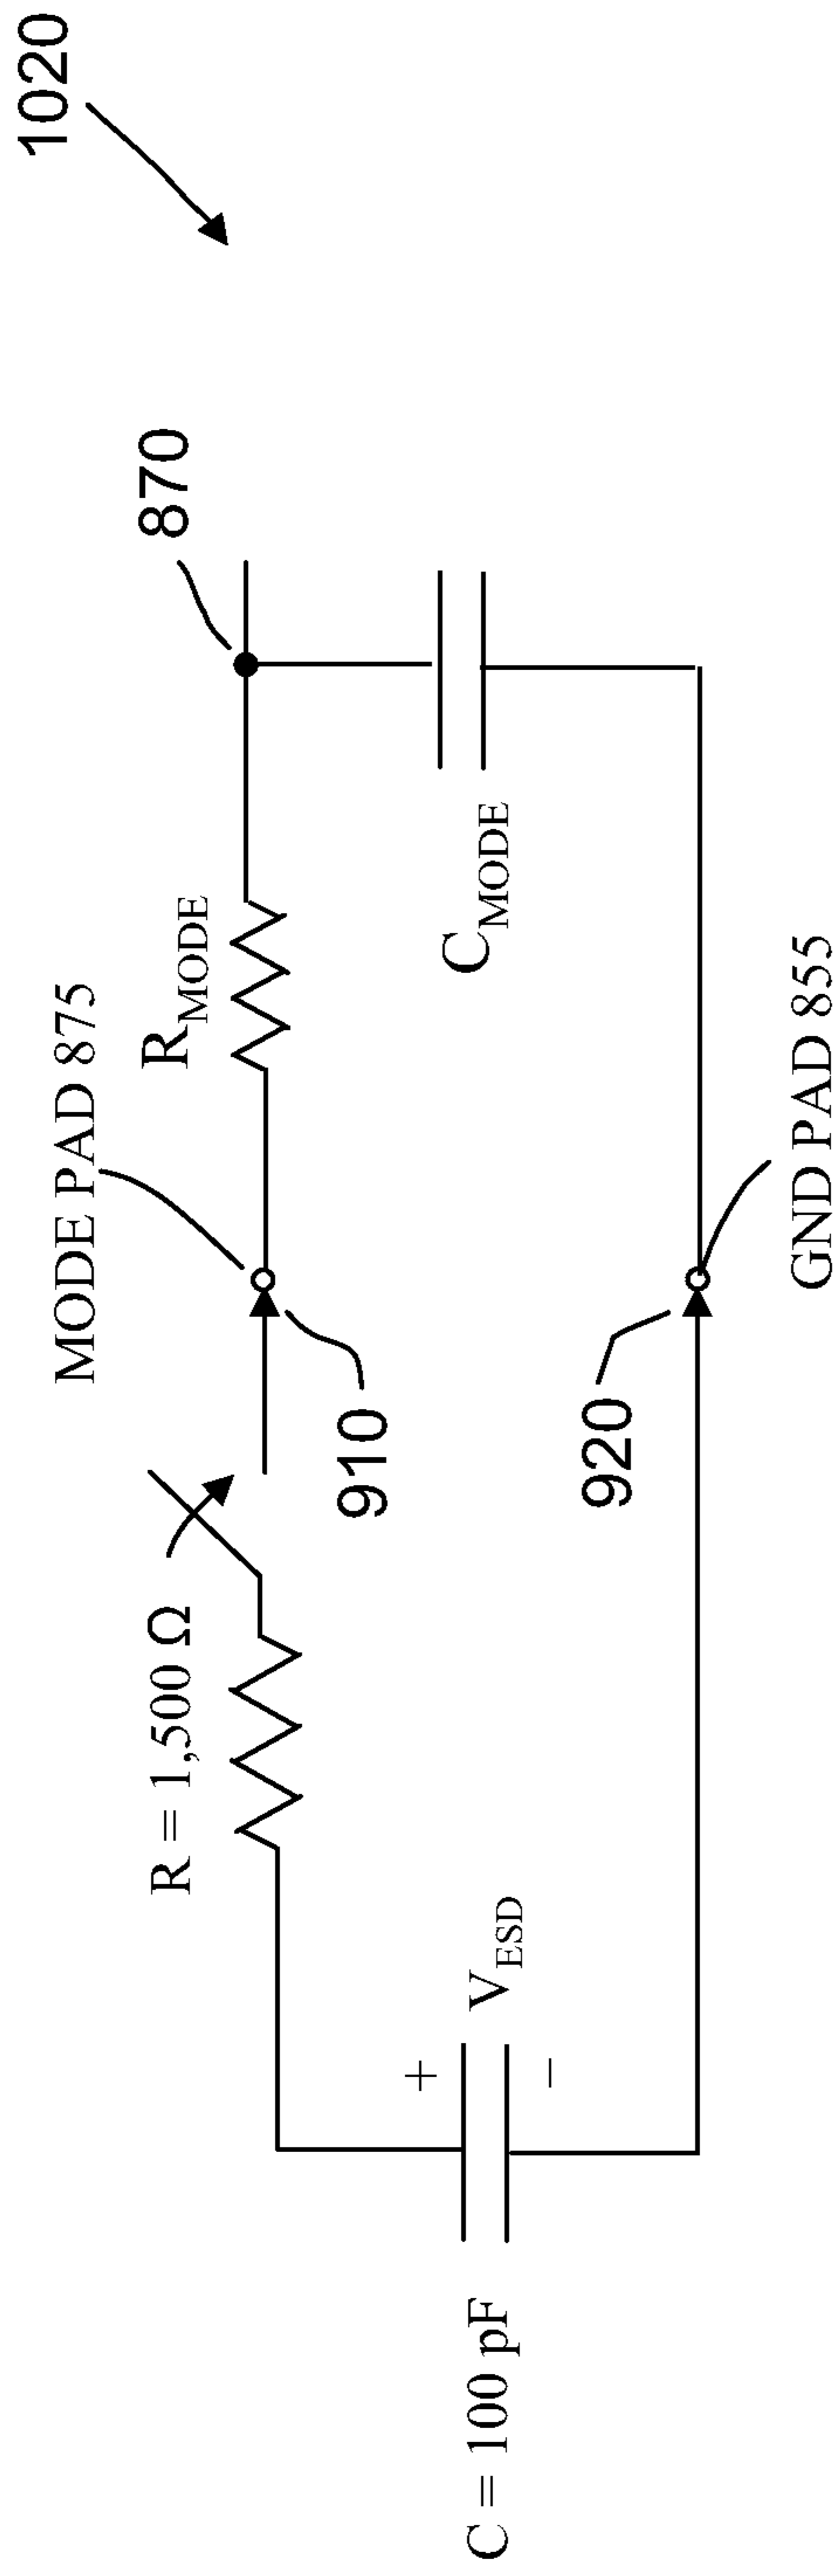 1020
870
MODE PAD 875
R_MODE
C_MODE
910
920
GND PAD 855
R = 1,500 Ω
+
V_ESD
–
C = 100 pF